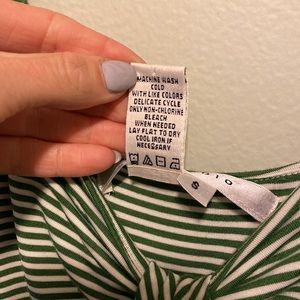 MACHINE WASH
COLD
WITH LIKE COLORS
DELICATE CYCLE
ONLY NON-CHLORINE
BLEACH
WHEN NEEDED
LAY FLAT TO DRY
COOL IRON IF
NECESSARY
S